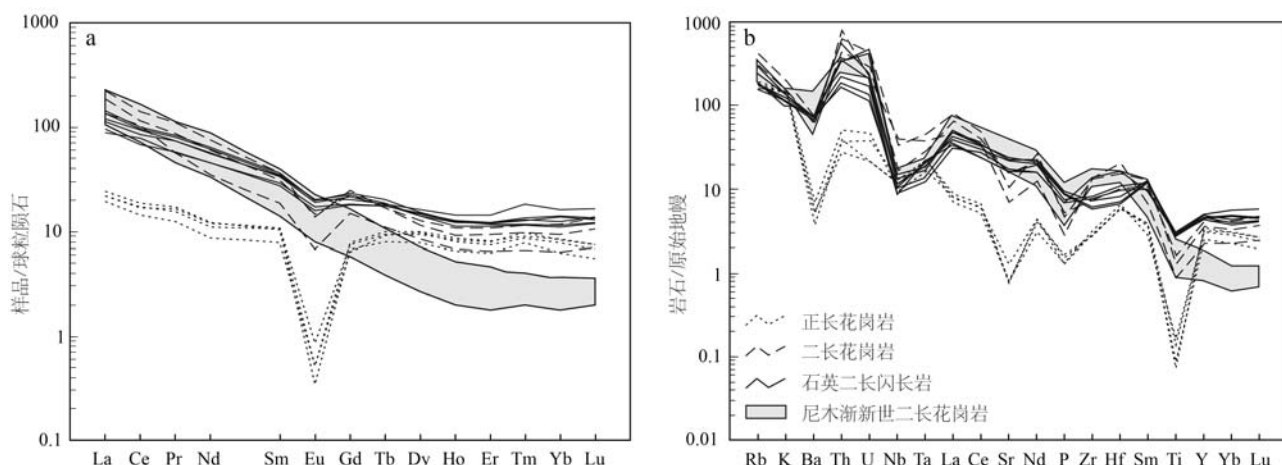 a
样品/球粒陨石
1000
100
10
1
0.1
La Ce Pr Nd Sm Eu Gd Tb Dy Ho Er Tm Yb Lu
b
岩石/原始地幔
1000
100
10
1
0.1
0.01
正长花岗岩
二长花岗岩
石英二长闪长岩
尼木渐新世二长花岗岩
Rb K Ba Th U Nb Ta La Ce Sr Nd P Zr Hf Sm Ti Y Yb Lu